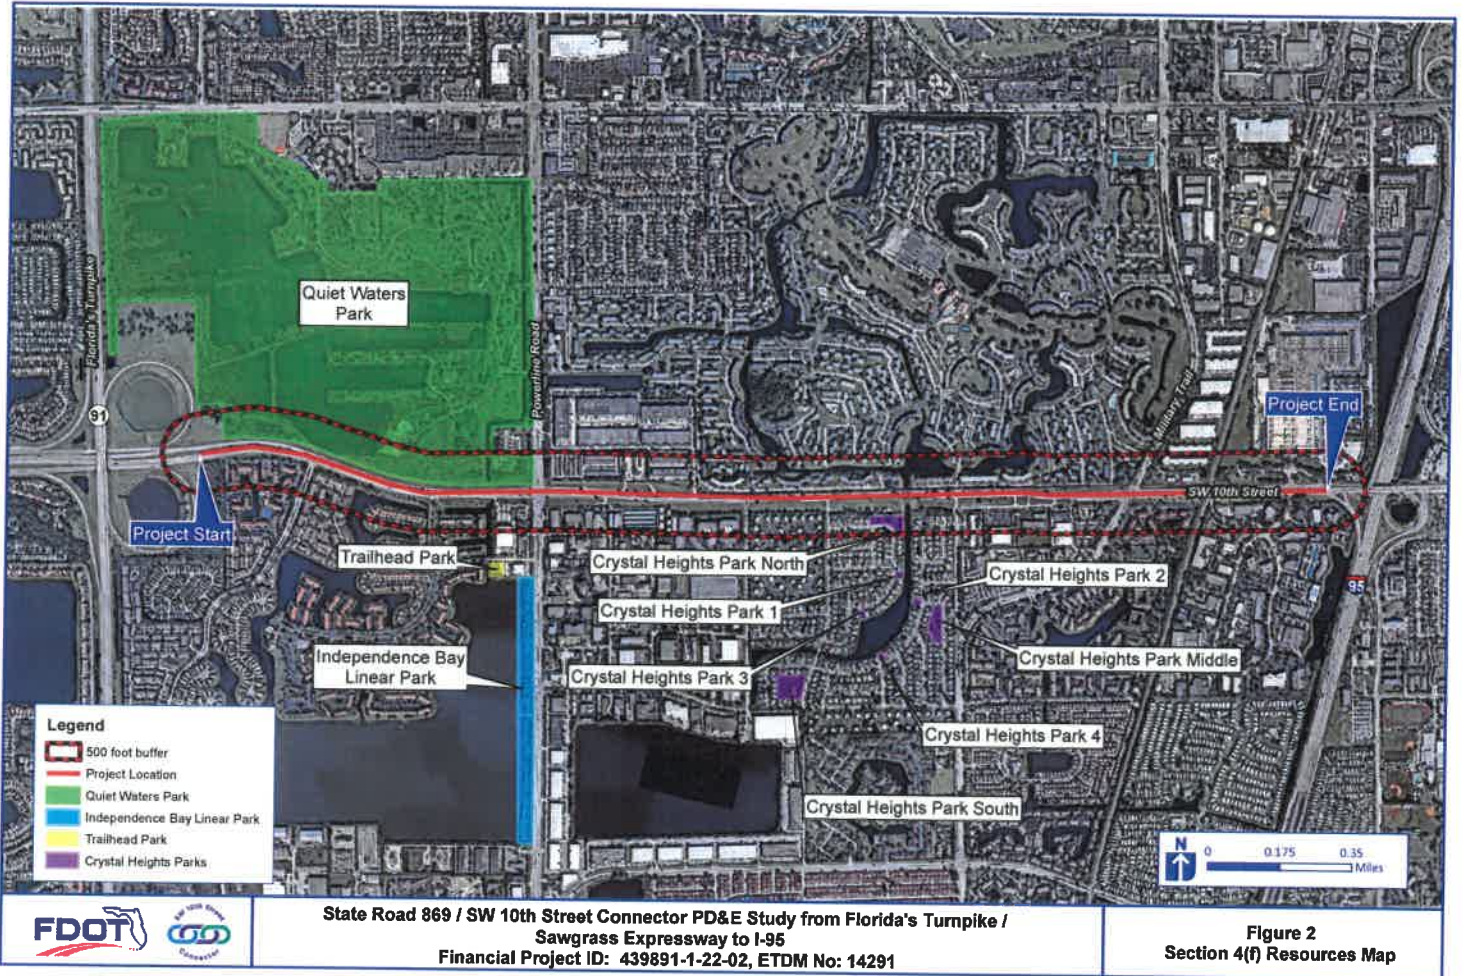 Quiet Waters
Park
Florida's Turnpike
Powerline Road
91
Military Trail
Project End
SW 10th Street
Project Start
Trailhead Park
Crystal Heights Park North
Crystal Heights Park 2
95
Crystal Heights Park 1
Independence Bay
Linear Park
Crystal Heights Park Middle
Crystal Heights Park 3
Crystal Heights Park 4
Crystal Heights Park South
Legend
500 foot buffer
Project Location
Quiet Waters Park
Independence Bay Linear Park
Trailhead Park
Crystal Heights Parks
N
0 0.175 0.35
Miles
FDOT
SW 10th Street
Connector
State Road 869 / SW 10th Street Connector PD&E Study from Florida's Turnpike /
Sawgrass Expressway to I-95
Financial Project ID: 439891-1-22-02, ETDM No: 14291
Figure 2
Section 4(f) Resources Map